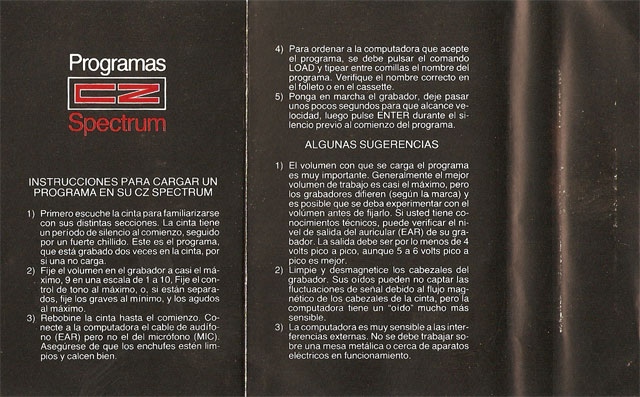 Programas
CZ
Spectrum
INSTRUCCIONES PARA CARGAR UN
PROGRAMA EN SU CZ SPECTRUM
1) Primero escuche la cinta para familiarizarse
con sus distintas secciones. La cinta tiene
un período de silencio al comienzo, seguido
por un fuerte chillido. Este es el programa,
que está grabado dos veces en la cinta, por
si una no carga.
2) Fije el volumen en el grabador a casi el má-
ximo, 9 en una escala de 1 a 10, Fije el con-
trol de tono al máximo, o, si están separa-
dos, fije los graves al mínimo, y los agudos
al máximo.
3) Rebobine la cinta hasta el comienzo. Co-
necte a la computadora el cable de audífo-
no (EAR) pero no el del micrófono (MIC).
Asegúrese de que los enchufes estén lim-
pios y calcen bien.
4) Para ordenar a la computadora que acepte
el programa, se debe pulsar el comando
LOAD y tipear entre comillas el nombre del
programa. Verifique el nombre correcto en
el folleto o en el cassette.
5) Ponga en marcha el grabador, deje pasar
unos pocos segundos para que alcance ve-
locidad, luego pulse ENTER durante el si-
lencio previo al comienzo del programa.
ALGUNAS SUGERENCIAS
1) El volumen con que se carga el programa
es muy importante. Generalmente el mejor
volumen de trabajo es casi el máximo, pero
los grabadores difieren (según la marca) y
es posible que se deba experimentar con el
volúmen antes de fijarlo. Si usted tiene co-
nocimientos técnicos, puede verificar el ni-
vel de salida del auricular (EAR) de su gra-
bador. La salida debe ser por lo menos de 4
volts pico a pico, aunque 5 a 6 volts pico a
pico es mejor.
2) Limpie y desmagnetice los cabezales del
grabador. Sus oídos pueden no captar las
fluctuaciones de señal debido al flujo mag-
nético de los cabezales de la cinta, pero la
computadora tiene un "oído" mucho más
sensible.
3) La computadora es muy sensible a las inter-
ferencias externas. No se debe trabajar so-
bre una mesa metálica o cerca de aparatos
eléctricos en funcionamiento.